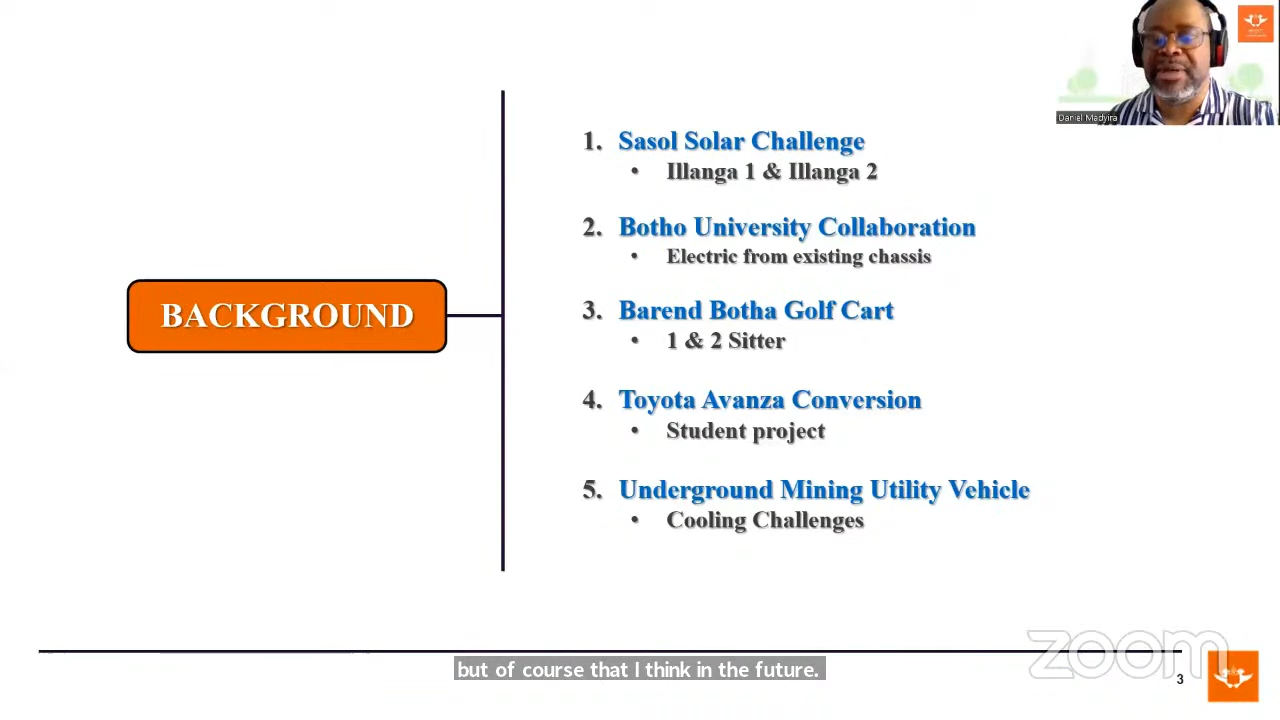 Daniel Madyira
BACKGROUND
1. Sasol Solar Challenge
• Illanga 1 & Illanga 2
2. Botho University Collaboration
• Electric from existing chassis
3. Barend Botha Golf Cart
• 1 & 2 Sitter
4. Toyota Avanza Conversion
• Student project
5. Underground Mining Utility Vehicle
• Cooling Challenges
zoom
but of course that I think in the future.
3